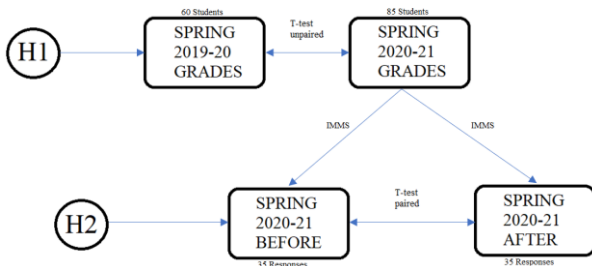 60 Students
85 Students
H1
SPRING
2019-20
GRADES
T-test
unpaired
SPRING
2020-21
GRADES
IMMS
IMMS
H2
SPRING
2020-21
BEFORE
T-test
paired
SPRING
2020-21
AFTER
35 Responses
35 Responses